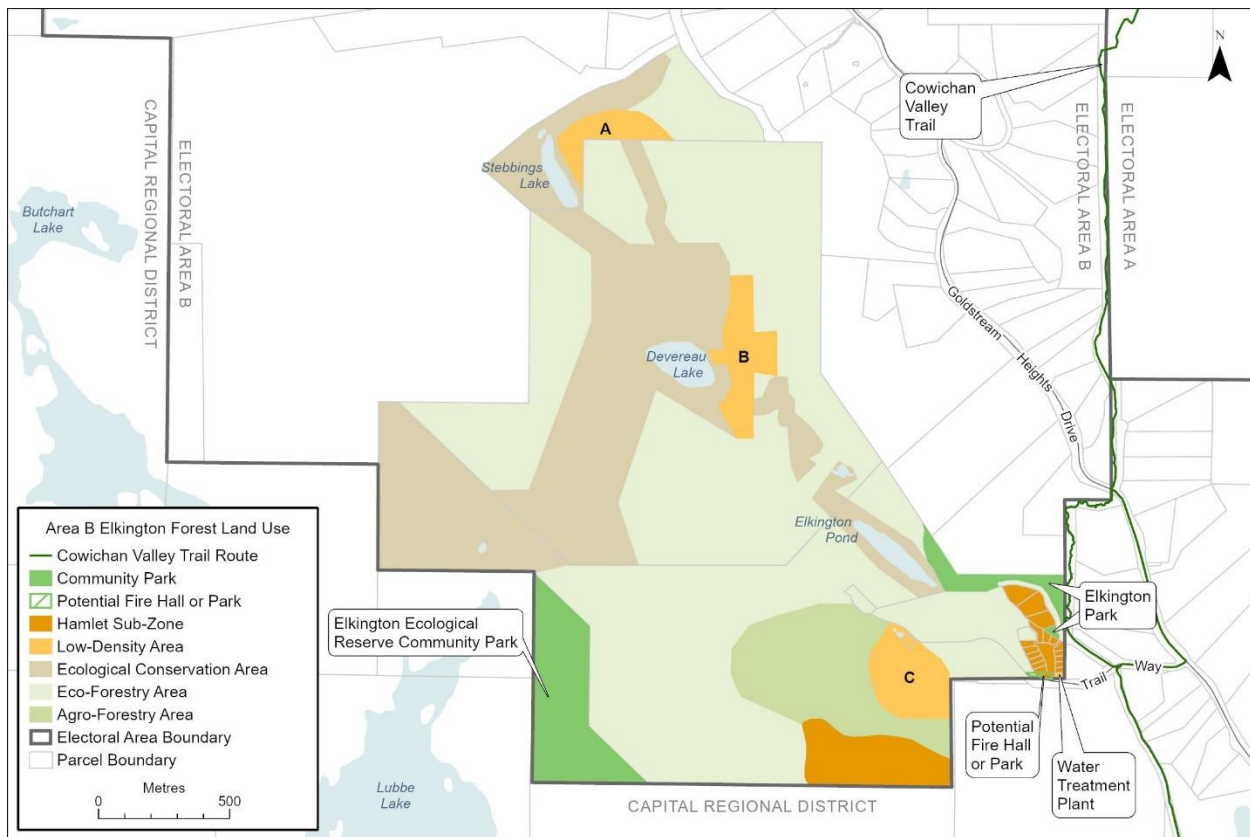 N
Cowichan
Valley
Trail
CAPITAL REGIONAL DISTRICT
ELECTORAL AREA B
ELECTORAL AREA B
ELECTORAL AREA A
A
Stebbings
Lake
Butchart
Lake
Goldstream Heights Drive
B
Devereau
Lake
Elkington
Pond
Area B Elkington Forest Land Use
Cowichan Valley Trail Route
Community Park
Potential Fire Hall or Park
Hamlet Sub-Zone
Low-Density Area
Ecological Conservation Area
Eco-Forestry Area
Agro-Forestry Area
Electoral Area Boundary
Parcel Boundary
Metres
0 500
Elkington Ecological
Reserve Community Park
Elkington
Park
C
Trail Way
Potential
Fire Hall
or Park
Water
Treatment
Plant
Lubbe
Lake
CAPITAL REGIONAL DISTRICT